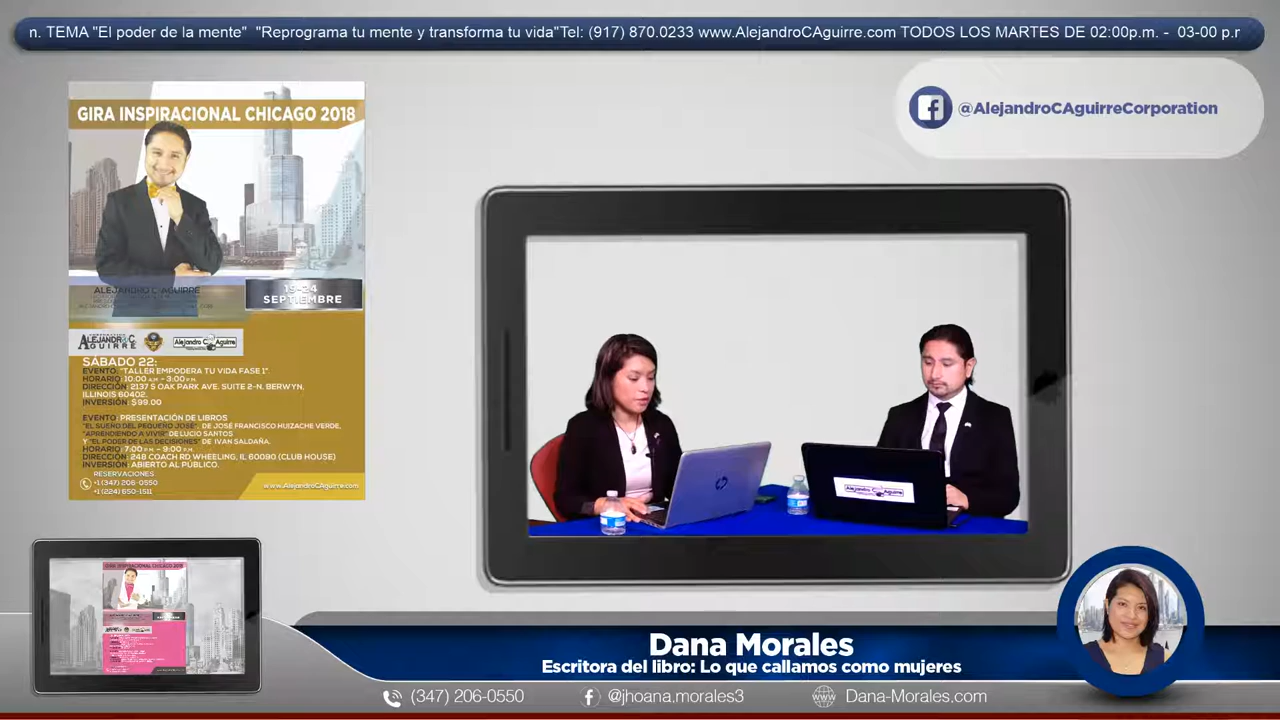 n. TEMA "El poder de la mente" "Reprograma tu mente y transforma tu vida"Tel: (917) 870.0233 www.AlejandroCAguirre.com TODOS LOS MARTES DE 02:00p.m. - 03-00 p.r
@AlejandroCAguirreCorporation
GIRA INSPIRACIONAL CHICAGO 2018
ALEJANDRO C. AGUIRRE
19-24
SEPTIEMBRE
ALEJANDRO C.
AGUIRRE
Alejandro C. Aguirre
SÁBADO 22:
EVENTO: "TALLER EMPODERA TU VIDA FASE 1".
HORARIO: 10:00 A.M - 3:00 P.M.
DIRECCIÓN: 2137 S OAK PARK AVE. SUITE 2-N. BERWYN,
ILLINOIS 60402.
INVERSIÓN: $99.00
EVENTO: PRESENTACIÓN DE LIBROS
"EL SUEÑO DEL PEQUEÑO JOSÉ", DE JOSÉ FRANCISCO HUIZACHE VERDE,
"APRENDIENDO A VIVIR" DE LUCIO SANTOS
Y "EL PODER DE LAS DECISIONES" DE IVAN SALDAÑA.
HORARIO: 7:00 P.M. - 9:00 P.M.
DIRECCIÓN: 248 COACH RD WHEELING, IL 60090 (CLUB HOUSE)
INVERSIÓN: ABIERTO AL PÚBLICO.
RESERVACIONES
+1 (347) 206-0550
+1 (224) 650-1511
www.AlejandroCAguirre.com
Alejandro C. Aguirre
GIRA INSPIRACIONAL CHICAGO 2018
Dana Morales
Escritora del libro: Lo que callamos como mujeres
(347) 206-0550
@jhoana.morales3
Dana-Morales.com